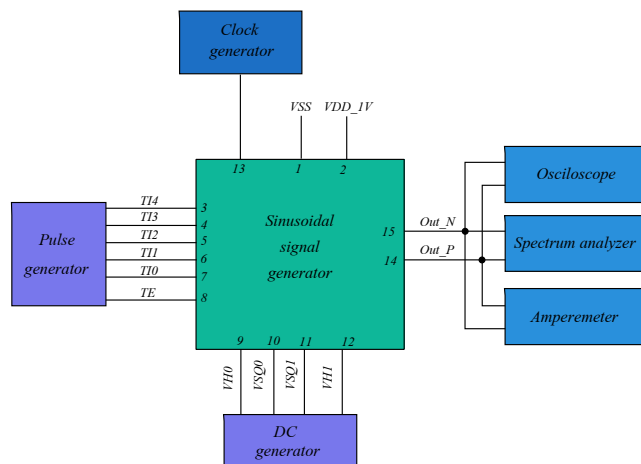 Clock
generator
VSS VDD_1V
13 1 2
TI4 3
TI3 4
TI2 5
TI1 6
TI0 7
TE 8
Pulse
generator
Sinusoidal
signal
generator
15 Out_N
14 Out_P
Osciloscope
Spectrum analyzer
Amperemeter
9 10 11 12
VH0 VSQ0 VSQ1 VH1
DC
generator